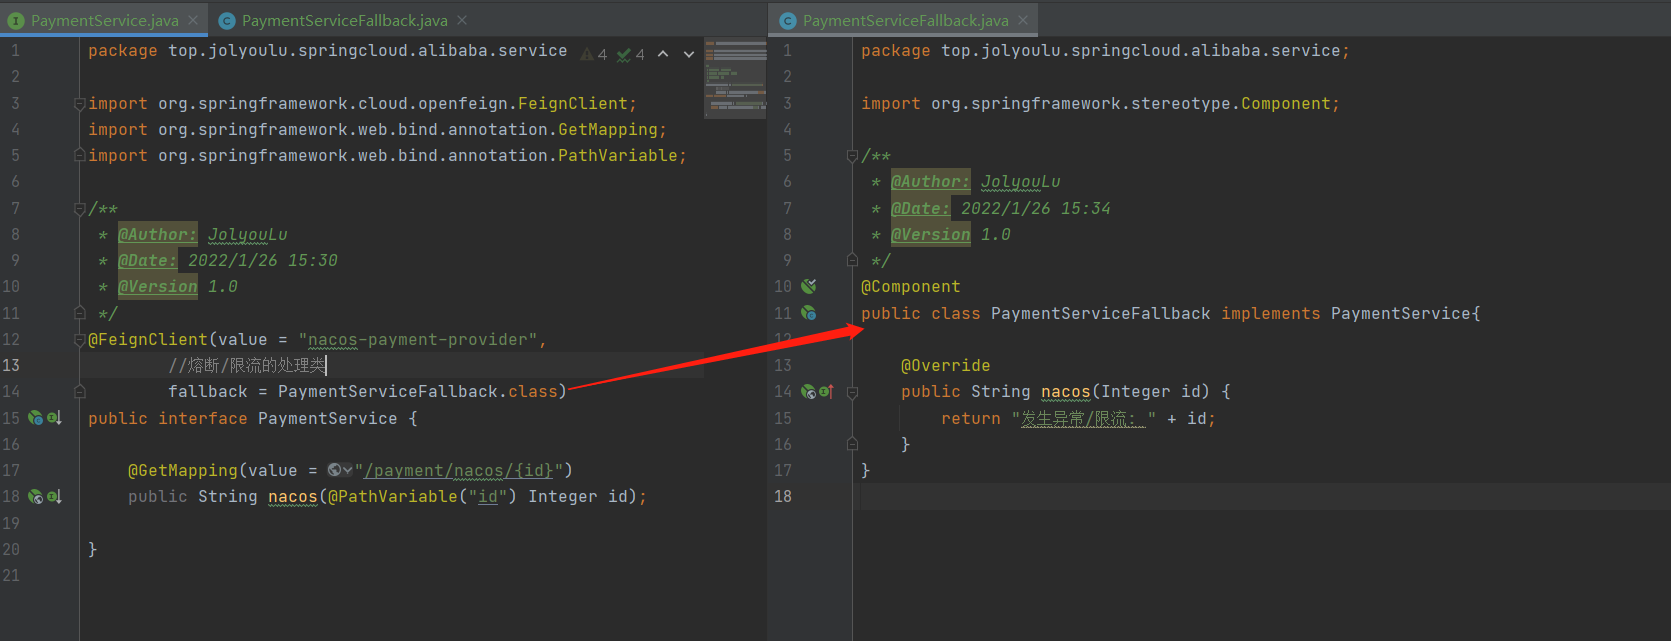 PaymentService.java
PaymentServiceFallback.java
1 package top.jolyoulu.springcloud.alibaba.service
4
4
2
3 import org.springframework.cloud.openfeign.FeignClient;
4 import org.springframework.web.bind.annotation.GetMapping;
5 import org.springframework.web.bind.annotation.PathVariable;
6
7 /**
8 * @Author: JolyouLu
9 * @Date: 2022/1/26 15:30
10 * @Version 1.0
11 */
12 @FeignClient(value = "nacos-payment-provider",
13 //熔断/限流的处理类
14 fallback = PaymentServiceFallback.class)
15 public interface PaymentService {
16
17 @GetMapping(value = "/payment/nacos/{id}")
18 public String nacos(@PathVariable("id") Integer id);
19
20 }
21
PaymentServiceFallback.java
1 package top.jolyoulu.springcloud.alibaba.service;
2
3 import org.springframework.stereotype.Component;
4
5 /**
6 * @Author: JolyouLu
7 * @Date: 2022/1/26 15:34
8 * @Version 1.0
9 */
10 @Component
11 public class PaymentServiceFallback implements PaymentService{
12
13 @Override
14 public String nacos(Integer id) {
15 return "发生异常/限流：" + id;
16 }
17 }
18